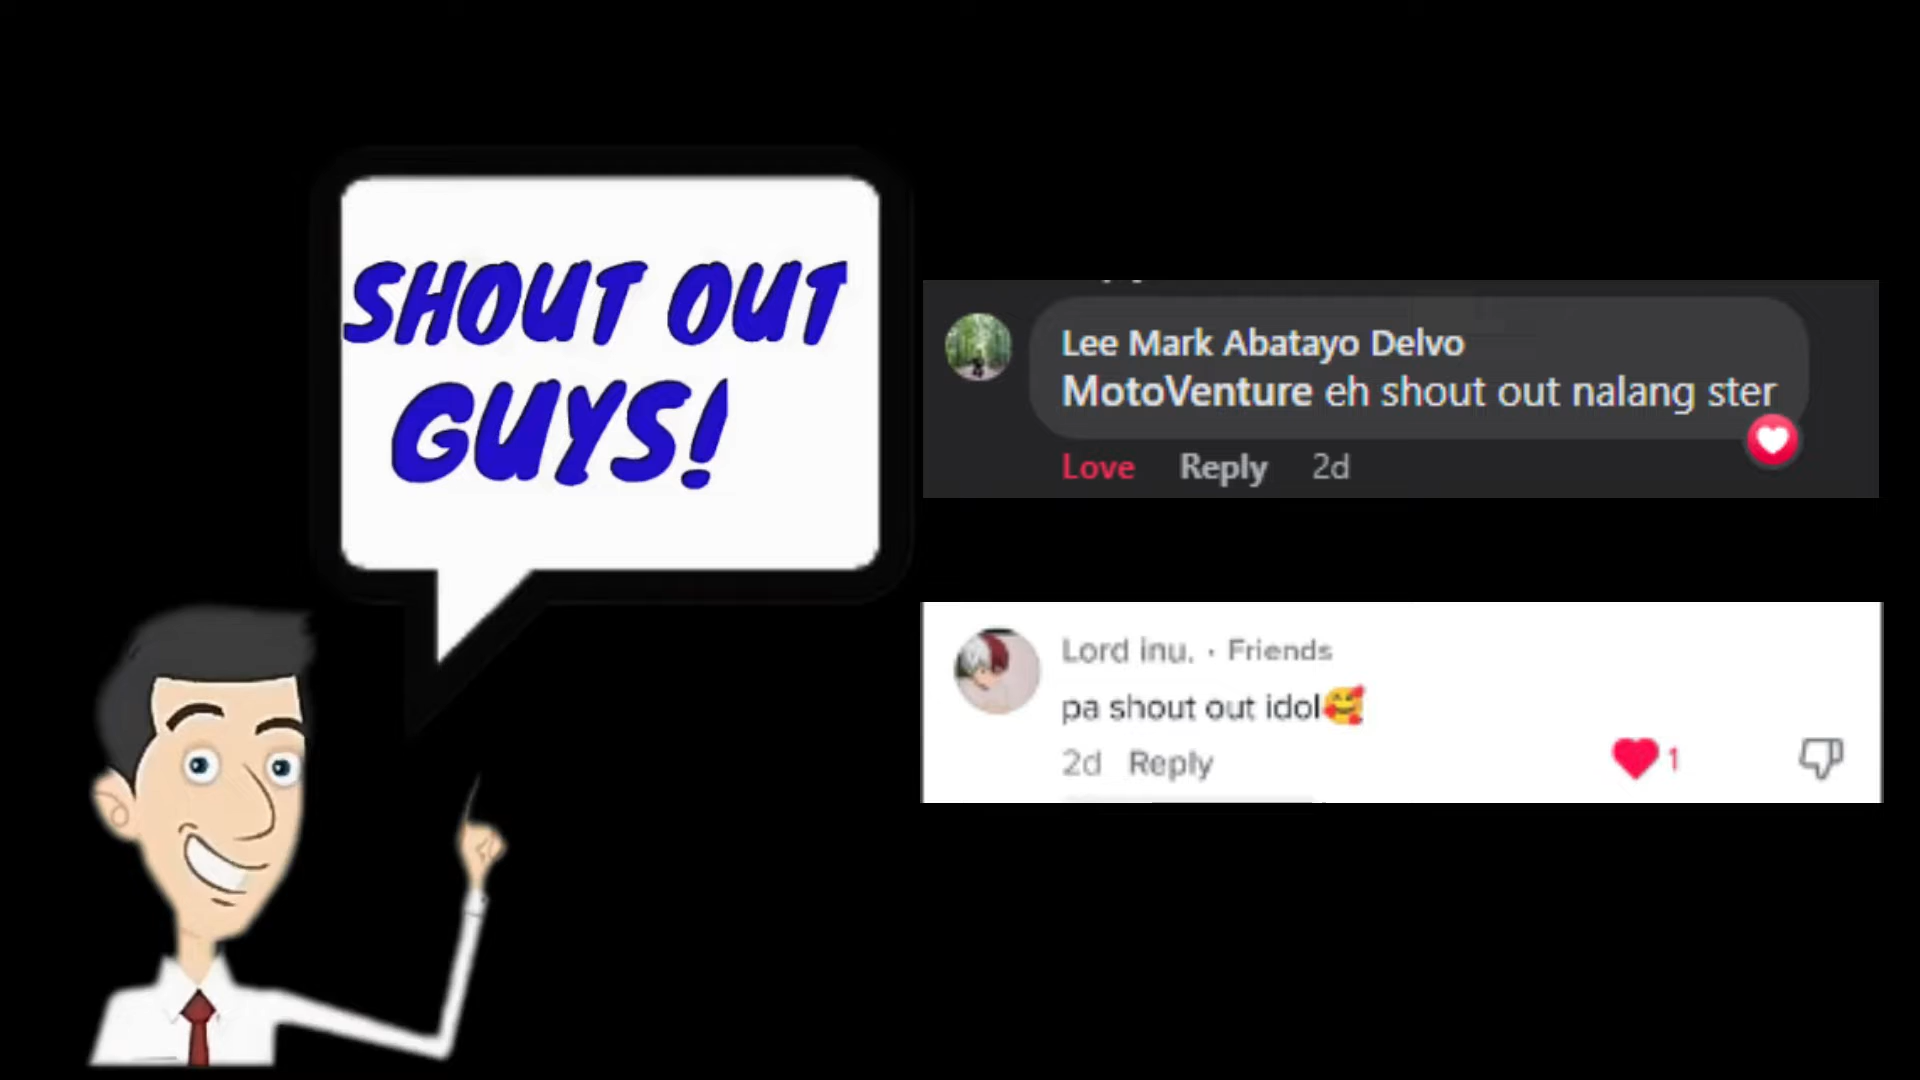 SHOUT OUT
GUYS!
Lee Mark Abatayo Delvo
MotoVenture eh shout out nalang ster
Love Reply 2d
Lord inu. · Friends
pa shout out idol🥰
2d Reply 1